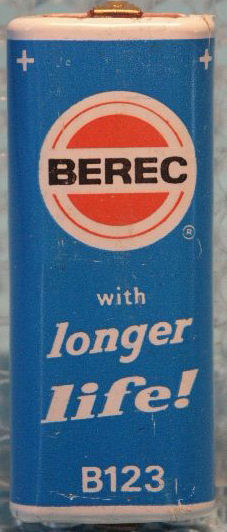 + +
BEREC
®
with
longer
life!
B123